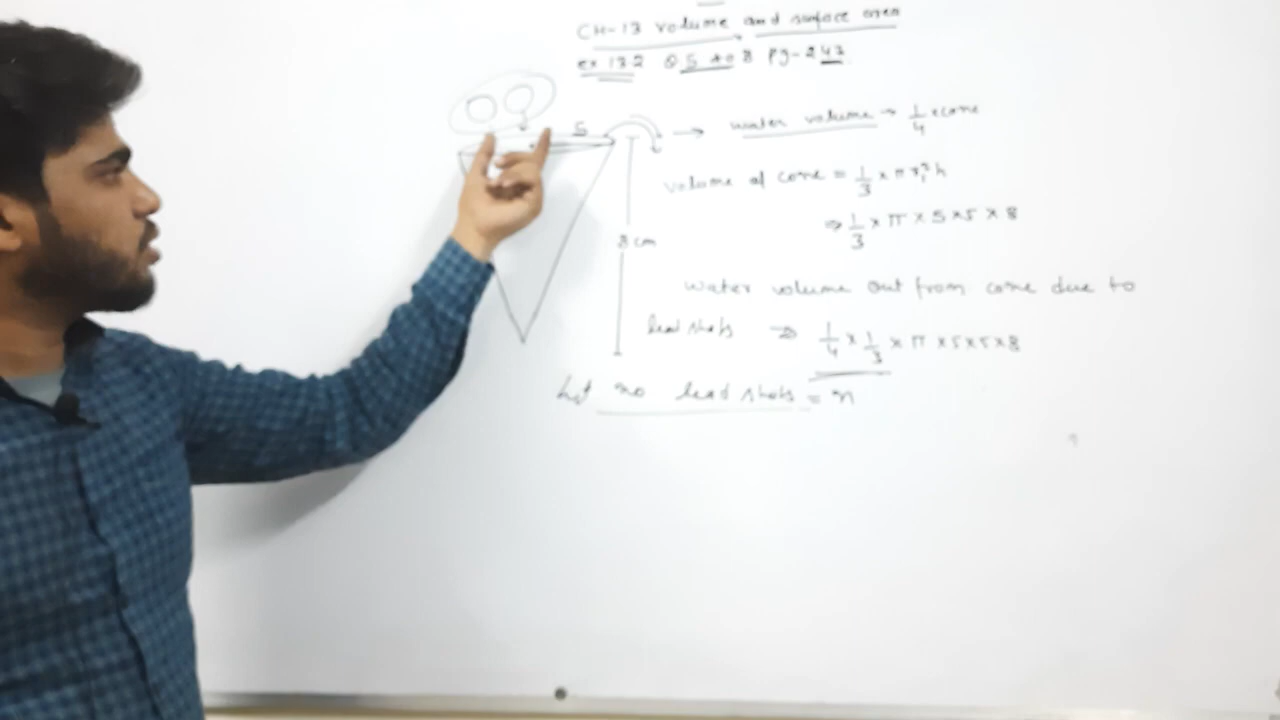 CH-13 volume and surface area
ex 13.2 Q 5 to 8 Pg-243
5
→ water volume → 1/4 x cone
volume of cone = 1/3 × π r₁² h
8 cm
⇒ 1/3 × π × 5 × 5 × 8
water volume out from cone due to
lead shots ⇒ 1/4 × 1/3 × π × 5 × 5 × 8
Let no lead shots = n